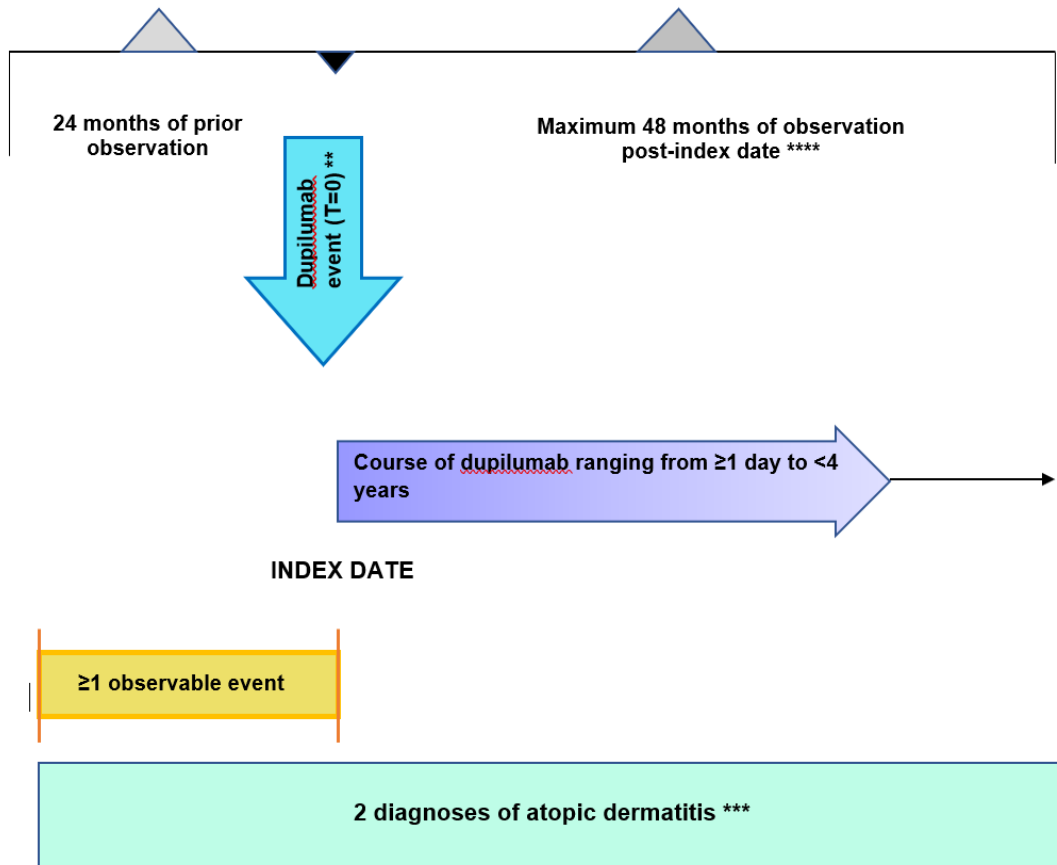 24 months of prior
observation
Maximum 48 months of observation
post-index date ****
Dupilumab
event (T=0) **
Course of dupilumab ranging from ≥1 day to <4
years
INDEX DATE
≥1 observable event
2 diagnoses of atopic dermatitis ***